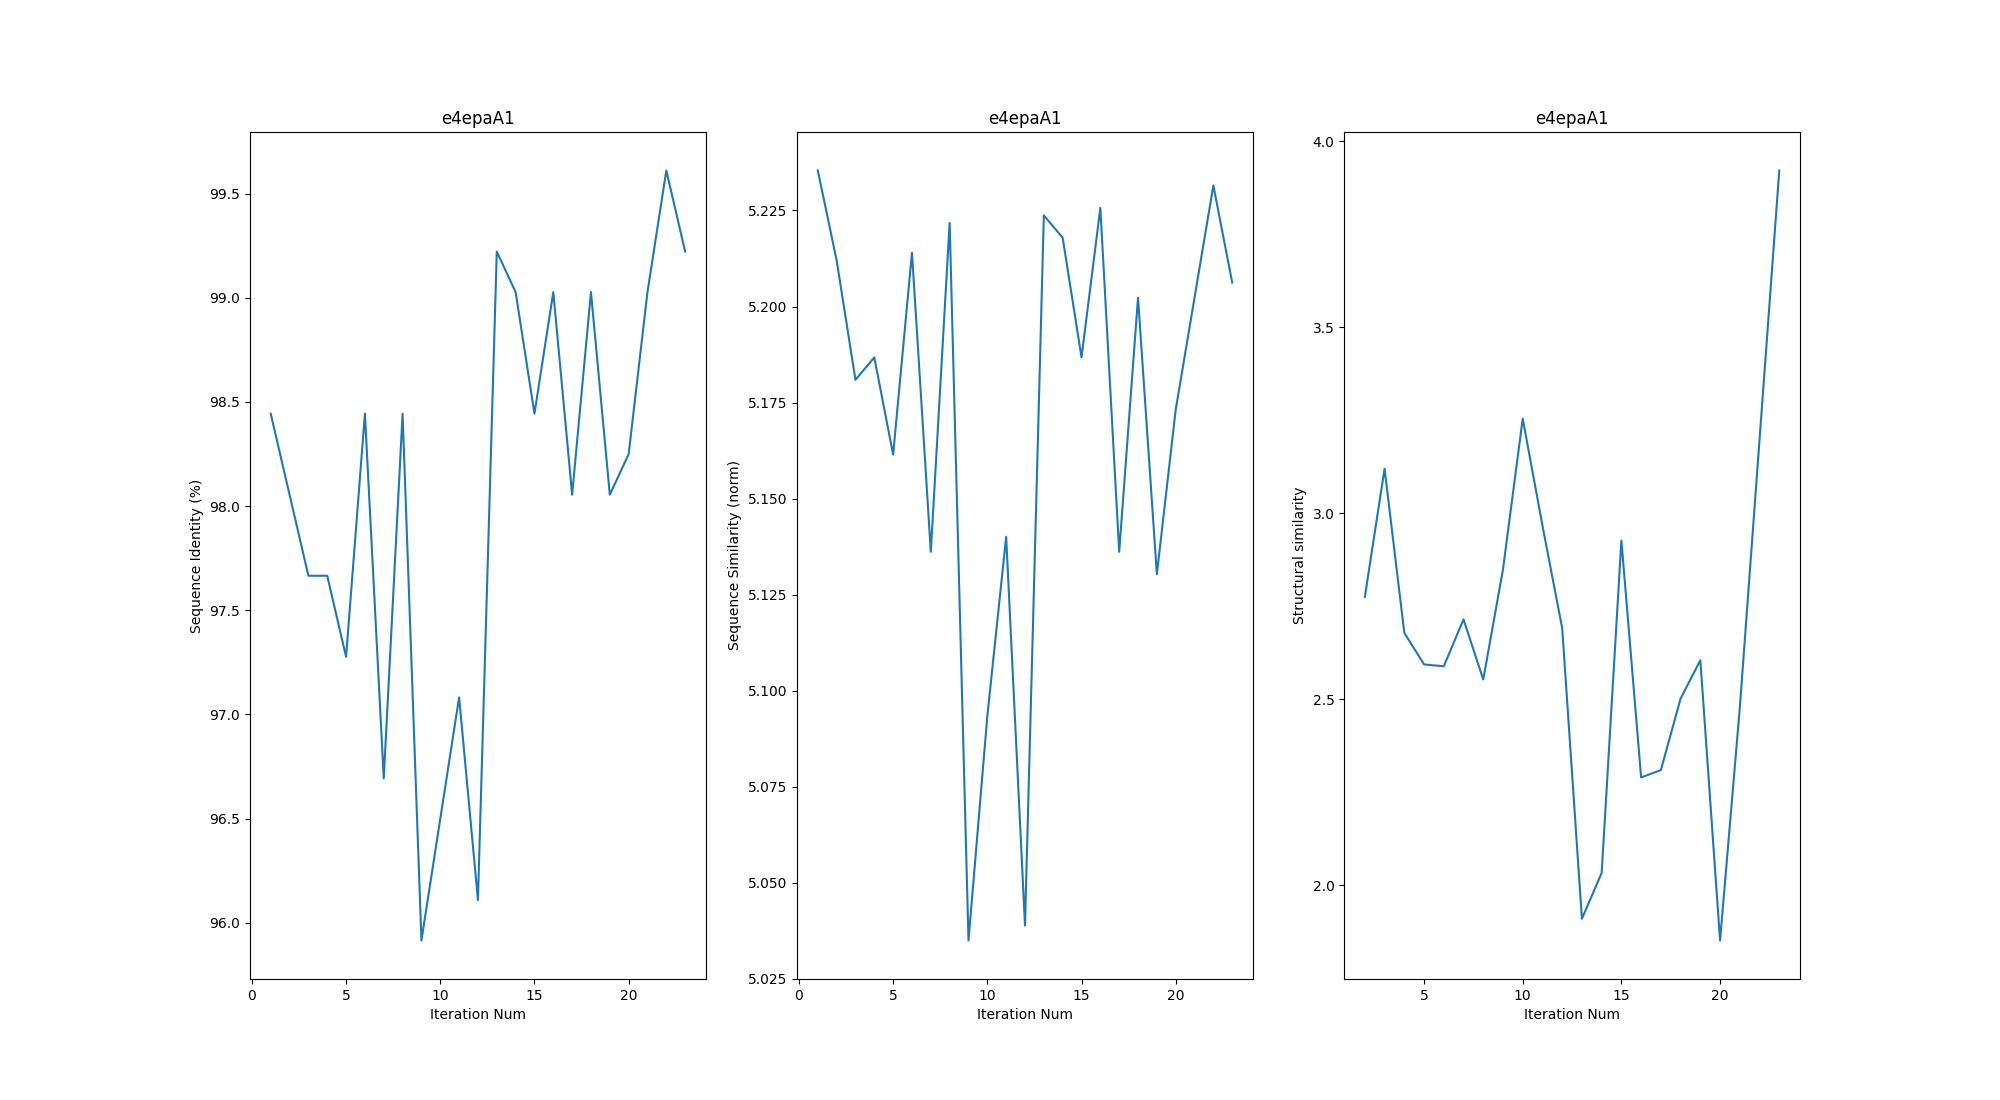 e4epaA1
99.5
99.0
98.5
98.0
97.5
97.0
96.5
96.0
Sequence Identity (%)
0 5 10 15 20
Iteration Num
e4epaA1
5.225
5.200
5.175
5.150
5.125
5.100
5.075
5.050
5.025
Sequence Similarity (norm)
0 5 10 15 20
Iteration Num
e4epaA1
4.0
3.5
3.0
2.5
2.0
Structural similarity
5 10 15 20
Iteration Num